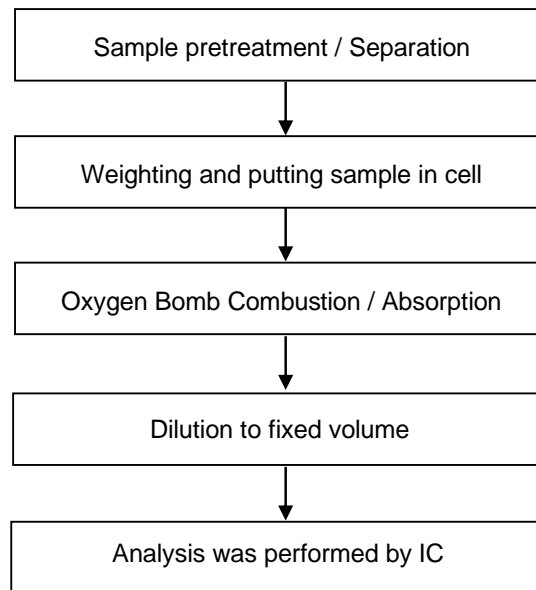 Sample pretreatment / Separation
Weighting and putting sample in cell
Oxygen Bomb Combustion / Absorption
Dilution to fixed volume
Analysis was performed by IC